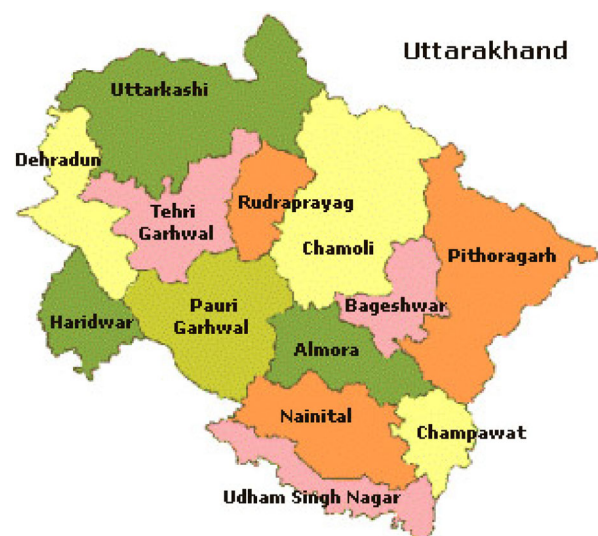 Uttarakhand
Uttarkashi
Dehradun
Tehri
Garhwal
Rudraprayag
Chamoli
Pithoragarh
Haridwar
Pauri
Garhwal
Bageshwar
Almora
Nainital
Champawat
Udham Singh Nagar